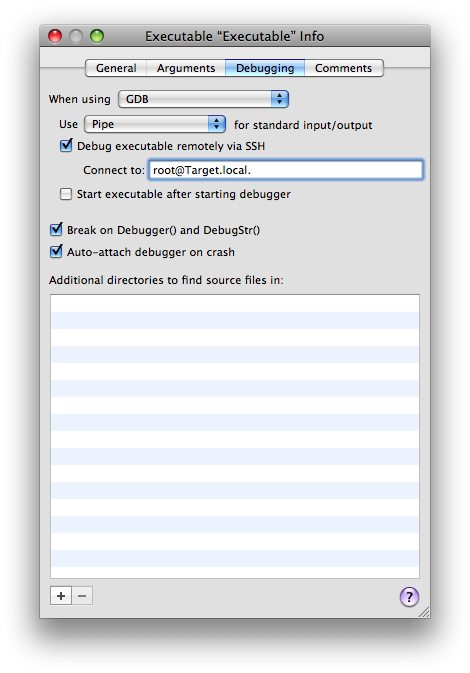 Executable “Executable” Info
General Arguments Debugging Comments
When using GDB
Use Pipe for standard input/output
Debug executable remotely via SSH
Connect to: root@Target.local.
Start executable after starting debugger
Break on Debugger() and DebugStr()
Auto-attach debugger on crash
Additional directories to find source files in:
+ −
?